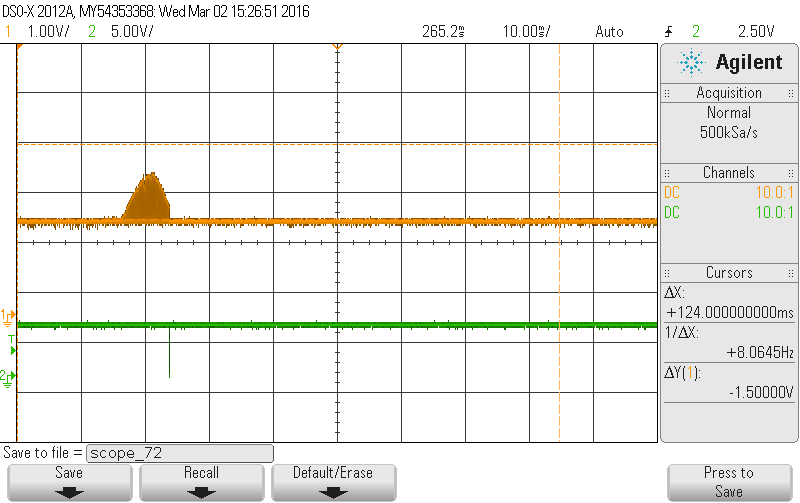 DSO-X 2012A, MY54353368: Wed Mar 02 15:26:51 2016
1 1.00V/ 2 5.00V/ 265.2s 10.00s/ Auto 2 2.50V
Agilent
Acquisition
Normal
500kSa/s
Channels
DC 10.0:1
DC 10.0:1
Cursors
ΔX:
+124.000000000ms
1/ΔX:
+8.0645Hz
ΔY(1):
-1.50000V
1
T
2
Save to file = scope_72
Save Recall Default/Erase Press to
Save